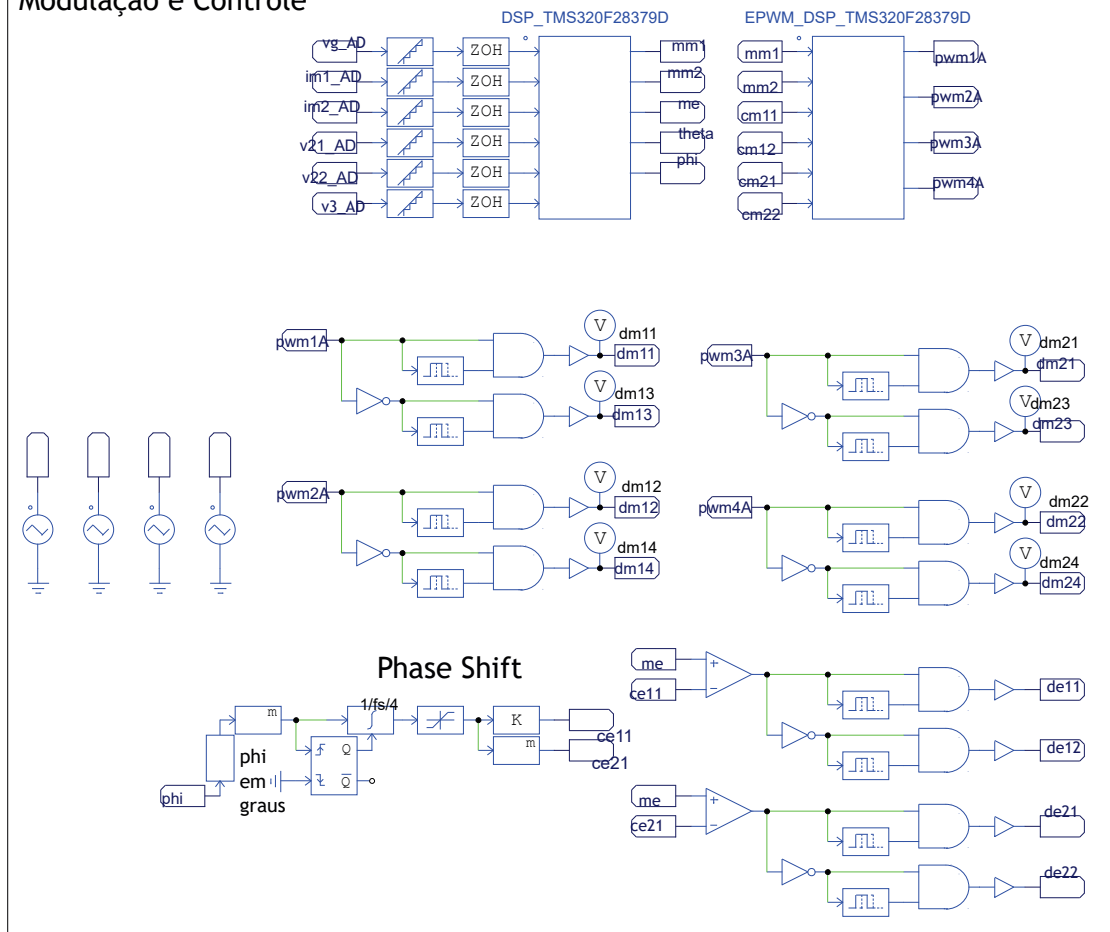 Modulação e Controle
DSP_TMS320F28379D
EPWM_DSP_TMS320F28379D
vg_AD
ZOH
mm1
im1_AD
ZOH
mm2
im2_AD
ZOH
me
v21_AD
ZOH
theta
v22_AD
ZOH
phi
v3_AD
ZOH
mm1
mm2
cm11
cm12
cm21
cm22
pwm1A
pwm2A
pwm3A
pwm4A
pwm1A
V
dm11
dm11
V
dm13
dm13
pwm3A
V
dm21
dm21
V
dm23
dm23
pwm2A
V
dm12
dm12
V
dm14
dm14
pwm4A
V
dm22
dm22
V
dm24
dm24
Phase Shift
m
1/fs/4
K
ce11
m
ce21
Q
Q
phi
em
graus
phi
me
ce11
de11
de12
me
ce21
de21
de22